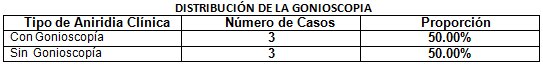 DISTRIBUCIÓN DE LA GONIOSCOPIA
Tipo de Aniridia Clínica Número de Casos Proporción
Con Gonioscopía 3 50.00%
Sin Gonioscopía 3 50.00%